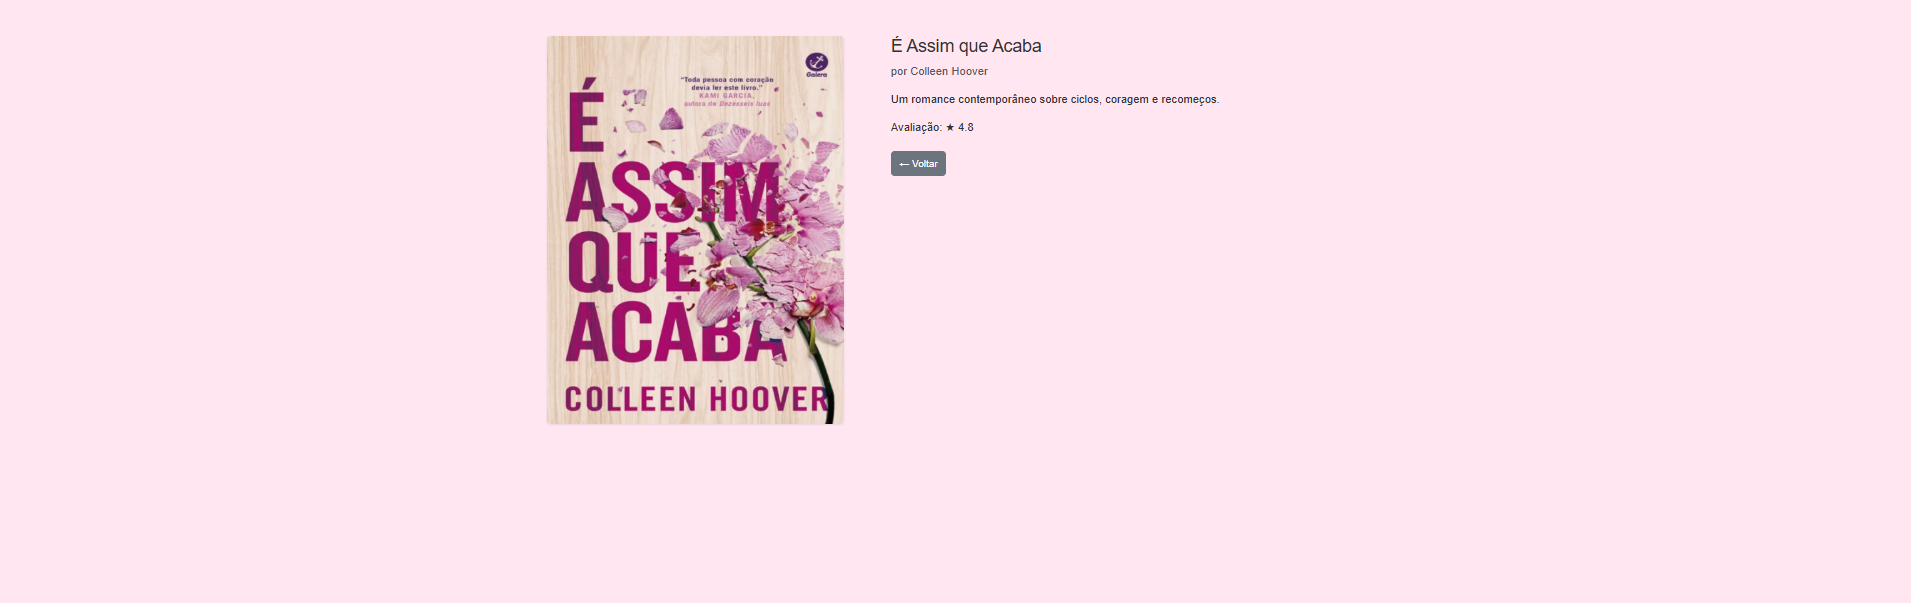 Galera
“Toda pessoa com coração
devia ler este livro.”
KAMI GARCIA,
autora de Dezesseis luas
É
ASSIM
QUE
ACABA
COLLEEN HOOVER
É Assim que Acaba
por Colleen Hoover
Um romance contemporâneo sobre ciclos, coragem e recomeços.
Avaliação: ★ 4.8
← Voltar